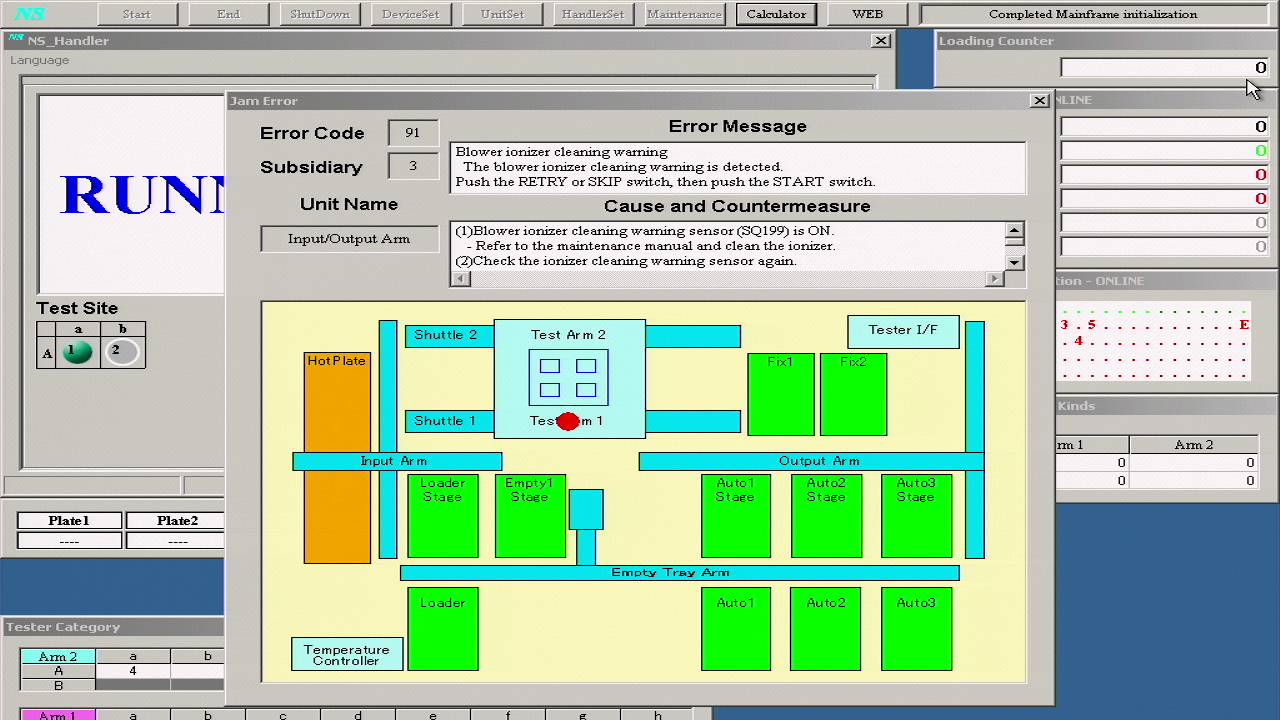 NS
Start
End
ShutDown
DeviceSet
UnitSet
HandlerSet
Maintenance
Calculator
WEB
Completed Mainframe initialization
NS NS_Handler
Language
Loading Counter
0
NLINE
0
0
0
0
0
0
RUNN
Test Site
a b
A 1 2
Plate1 Plate2
---- ----
Jam Error
Error Code 91
Subsidiary 3
Unit Name
Input/Output Arm
Error Message
Blower ionizer cleaning warning
The blower ionizer cleaning warning is detected.
Push the RETRY or SKIP switch, then push the START switch.
Cause and Countermeasure
(1)Blower ionizer cleaning warning sensor (SQ199) is ON.
- Refer to the maintenance manual and clean the ionizer.
(2)Check the ionizer cleaning warning sensor again.
Shuttle 2
Test Arm 2
Tester I/F
HotPlate
Fix1
Fix2
Shuttle 1
Tes m 1
Input Arm
Output Arm
Loader
Stage
Empty1
Stage
Auto1
Stage
Auto2
Stage
Auto3
Stage
Empty Tray Arm
Loader
Auto1
Auto2
Auto3
Temperature
Controller
tion - ONLINE
3 . 5 . . . . . . . . . . E
. 4
Kinds
rm 1 Arm 2
0 0
0 0
Tester Category
Arm 2 a b
A 4
B
Arm 1 a b c d e f g h